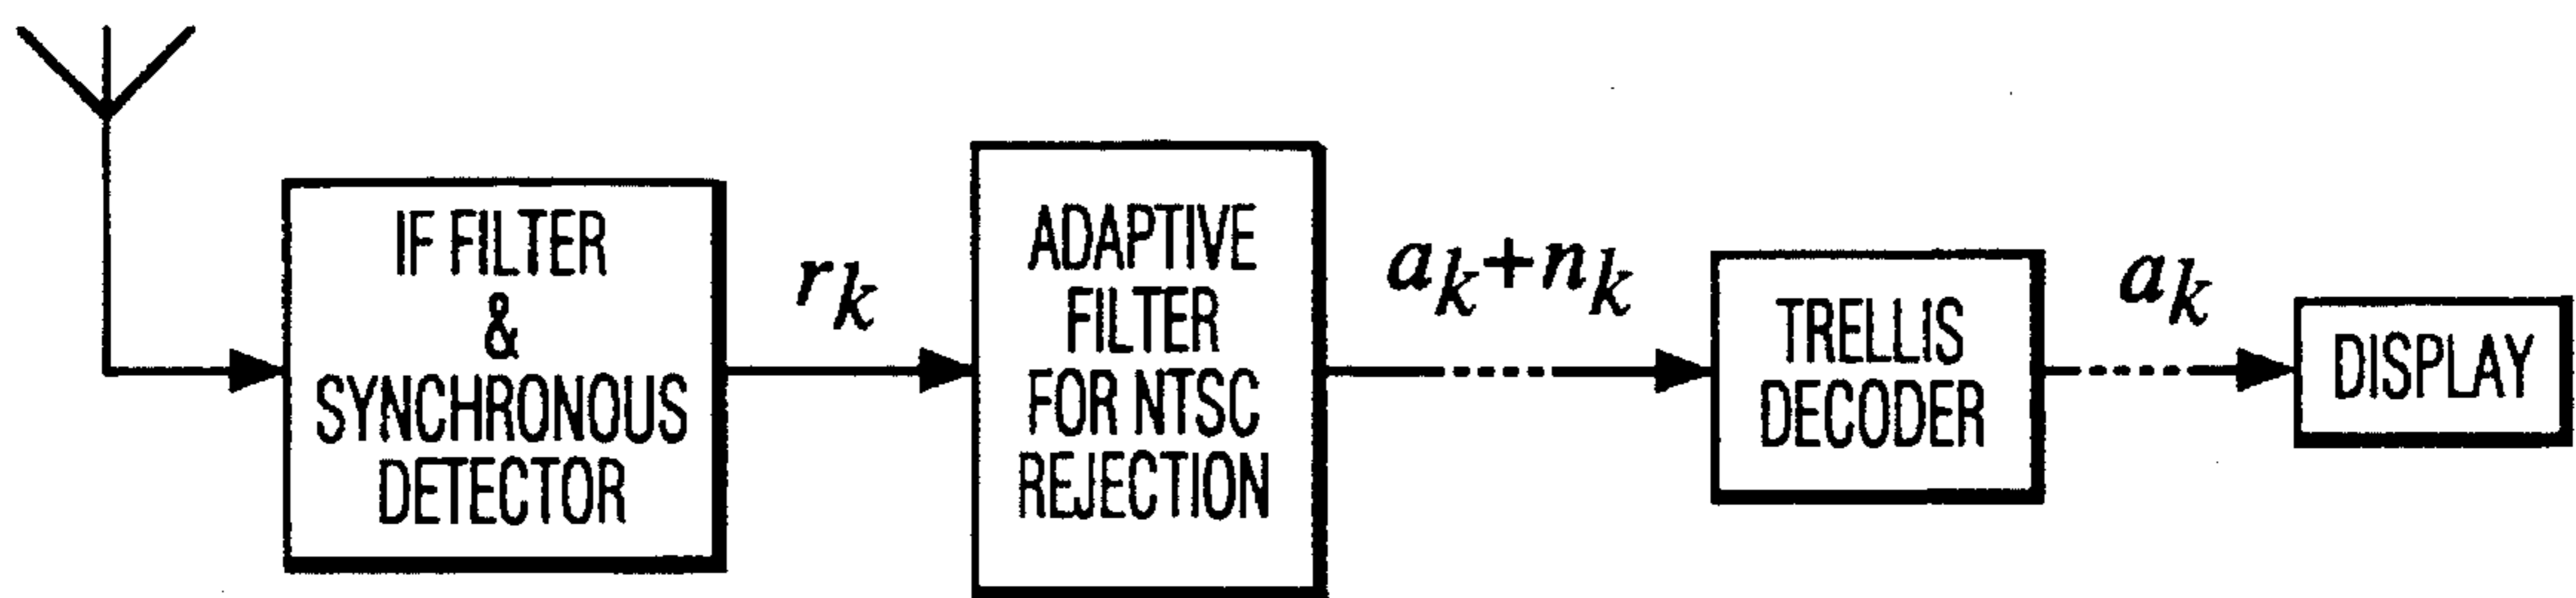 IF FILTER
&
SYNCHRONOUS
DETECTOR
r_k
ADAPTIVE
FILTER
FOR NTSC
REJECTION
a_k+n_k
TRELLIS
DECODER
a_k
DISPLAY